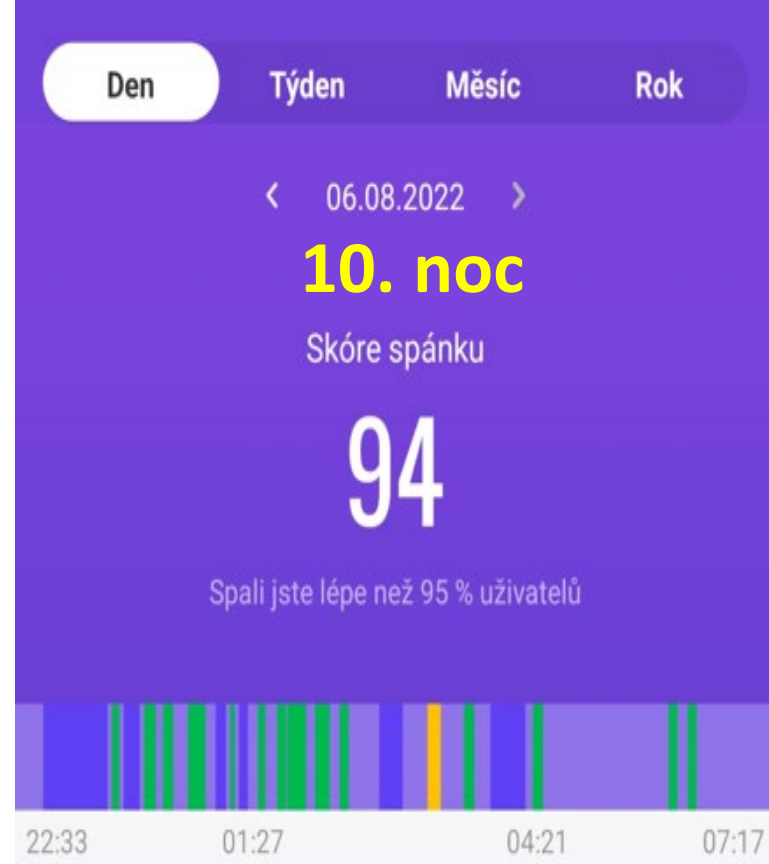 Den Týden Měsíc Rok
< 06.08.2022 >
10. noc
Skóre spánku
94
Spali jste lépe než 95 % uživatelů
22:33 01:27 04:21 07:17